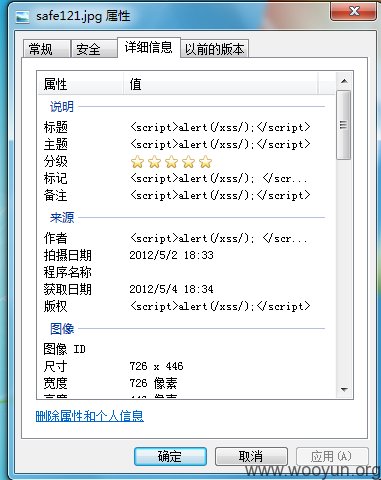 safe121.jpg 属性
常规 安全 详细信息 以前的版本
属性 值
说明
标题 <script>alert(/xss/);</script>
主题 <script>alert(/xss/);</script>
分级
标记 <script>alert(/xss/); </scr...
备注 <script>alert(/xss/);</script>
来源
作者 <script>alert(/xss/); </scr...
拍摄日期 2012/5/2 18:33
程序名称
获取日期 2012/5/4 18:34
版权 <script>alert(/xss/);</script>
图像
图像 ID
尺寸 726 x 446
宽度 726 像素
高度 446 像素
删除属性和个人信息
确定 取消 应用(A)
www.wooyun.org